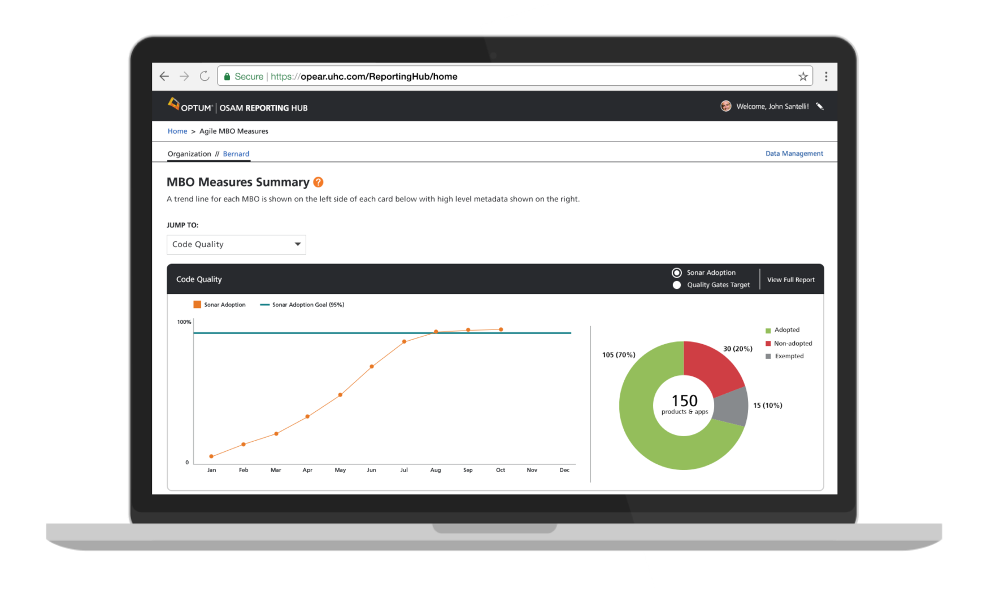 Secure | https://opear.uhc.com/ReportingHub/home
OPTUM® | OSAM REPORTING HUB
Welcome, John Santelli!
Home > Agile MBO Measures
Organization // Bernard
Data Management
MBO Measures Summary ?
A trend line for each MBO is shown on the left side of each card below with high level metadata shown on the right.
JUMP TO:
Code Quality
Code Quality
Sonar Adoption
Quality Gates Target
View Full Report
Sonar Adoption
Sonar Adoption Goal (95%)
100%
0
Jan Feb Mar Apr May Jun Jul Aug Sep Oct Nov Dec
Adopted
Non-adopted
Exempted
105 (70%)
30 (20%)
15 (10%)
150
products & apps